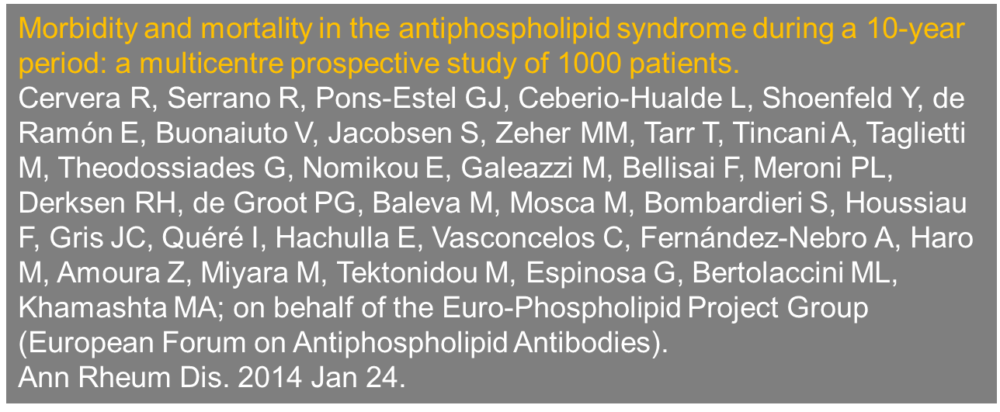 Morbidity and mortality in the antiphospholipid syndrome during a 10-year
period: a multicentre prospective study of 1000 patients.
Cervera R, Serrano R, Pons-Estel GJ, Ceberio-Hualde L, Shoenfeld Y, de
Ramón E, Buonaiuto V, Jacobsen S, Zeher MM, Tarr T, Tincani A, Taglietti
M, Theodossiades G, Nomikou E, Galeazzi M, Bellisai F, Meroni PL,
Derksen RH, de Groot PG, Baleva M, Mosca M, Bombardieri S, Houssiau
F, Gris JC, Quéré I, Hachulla E, Vasconcelos C, Fernández-Nebro A, Haro
M, Amoura Z, Miyara M, Tektonidou M, Espinosa G, Bertolaccini ML,
Khamashta MA; on behalf of the Euro-Phospholipid Project Group
(European Forum on Antiphospholipid Antibodies).
Ann Rheum Dis. 2014 Jan 24.